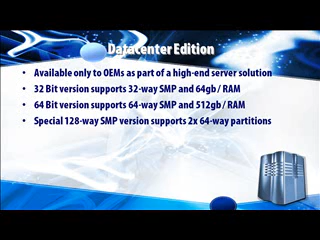 Datacenter Edition
• Available only to OEMs as part of a high-end server solution
• 32 Bit version supports 32-way SMP and 64gb / RAM
• 64 Bit version supports 64-way SMP and 512gb / RAM
• Special 128-way SMP version supports 2x 64-way partitions